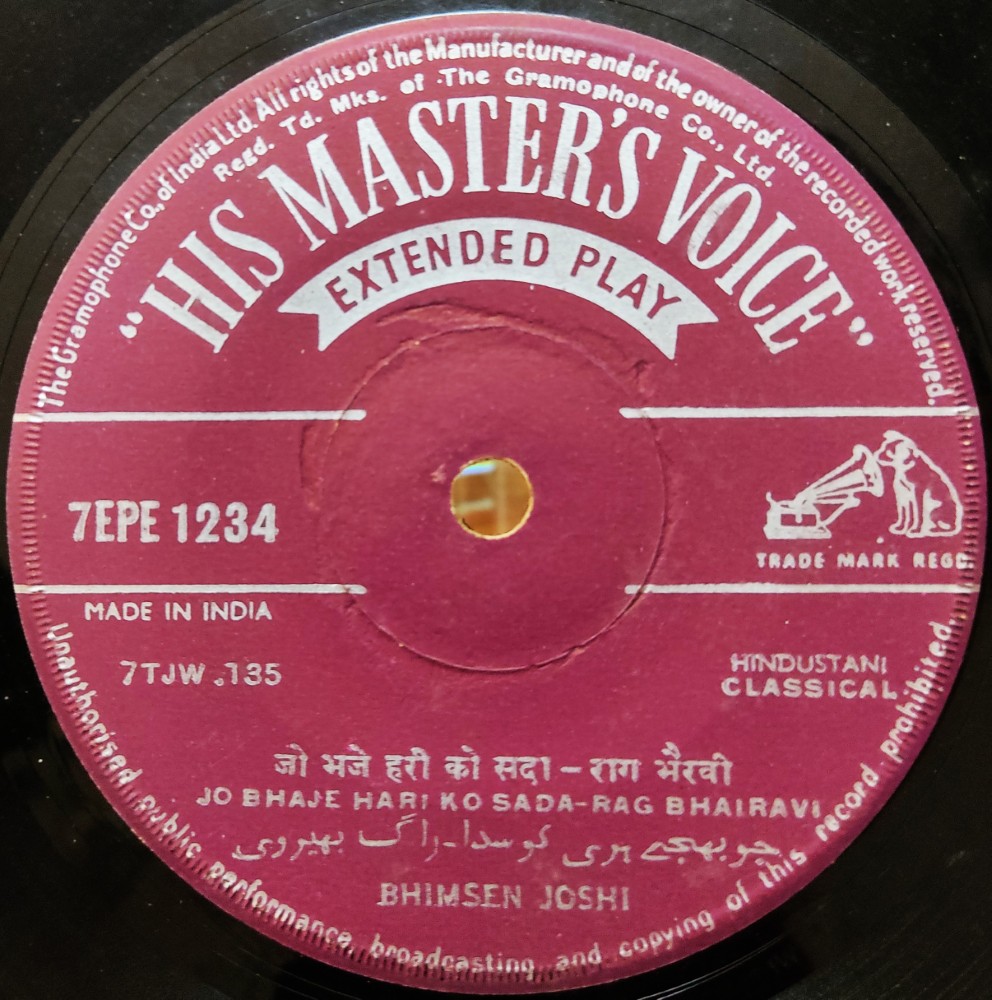 The Gramophone Co., of India Ltd. All rights of the Manufacturer and of the owner of the recorded work reserved.
Regd. Td. Mks. of The Gramophone Co., Ltd.
"HIS MASTER'S VOICE"
EXTENDED PLAY
7EPE 1234
TRADE MARK REGD.
MADE IN INDIA
7TJW .135
HINDUSTANI
CLASSICAL
जो भजे हरी को सदा – राग भैरवी
JO BHAJE HARI KO SADA-RAG BHAIRAVI
جو بھجے ہری کو سدا-راگ بھیروی
BHIMSEN JOSHI
Unauthorised public performance, broadcasting and copying of this record prohibited.